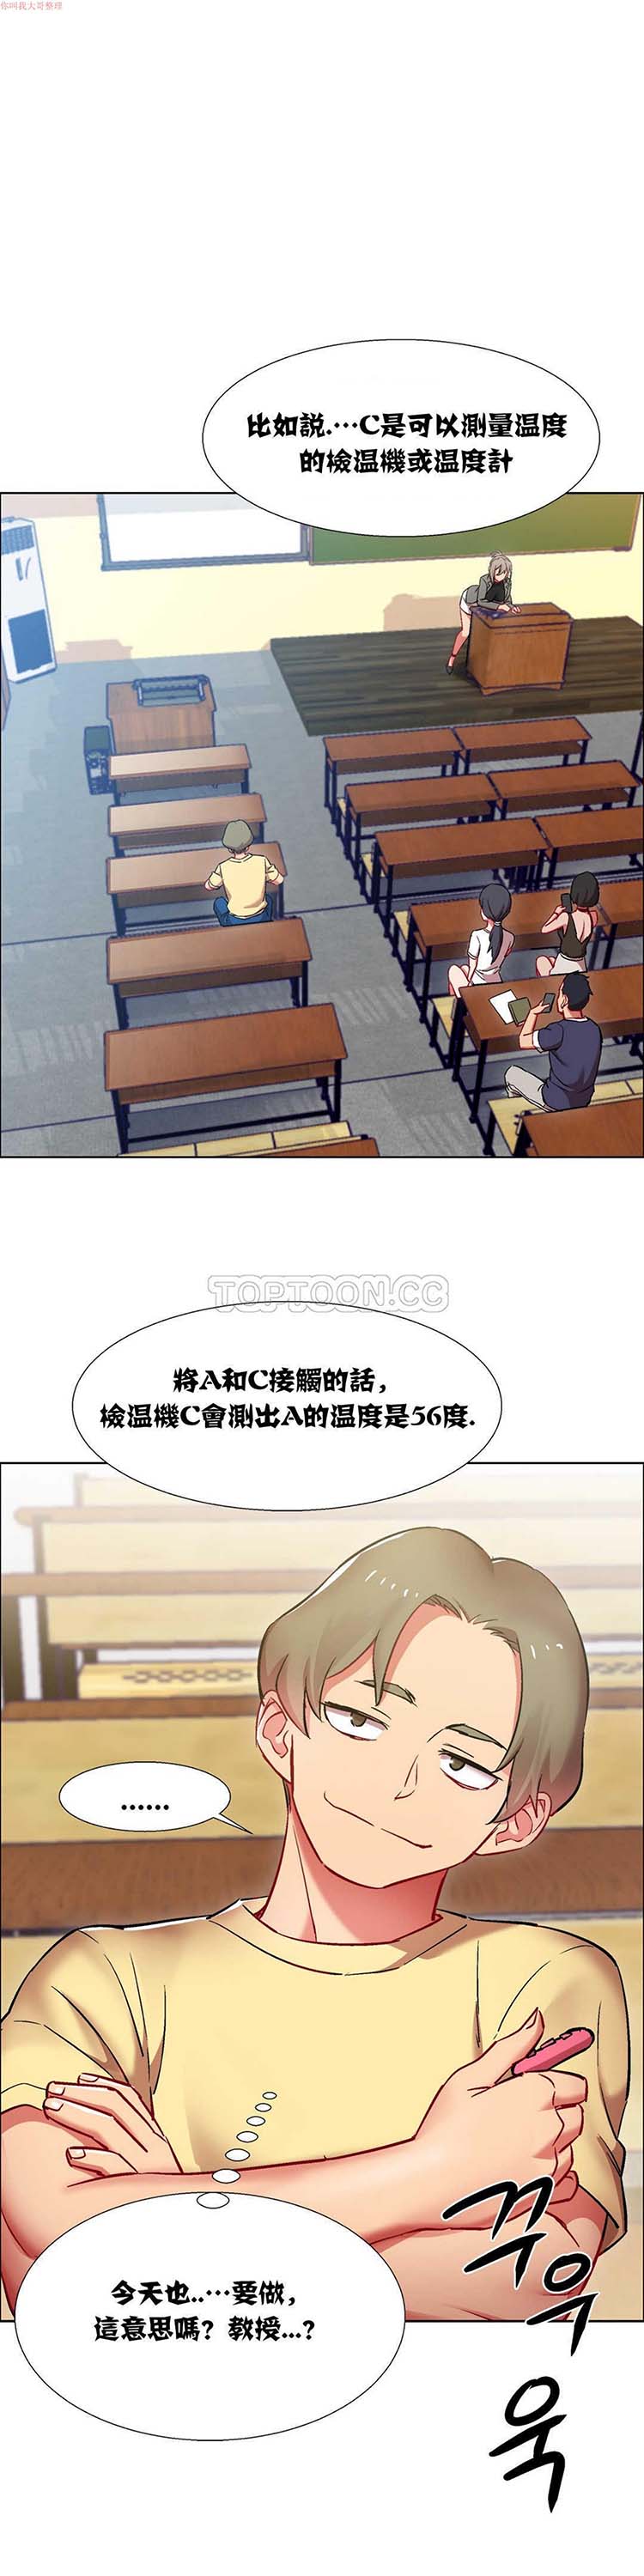 你叫我大哥整理
比如説.…C是可以測量温度
的檢温機或温度計
TOPTOON.CC
將A和C接觸的話,
檢温機C會測出A的温度是56度.
......
今天也..…要做,
這意思嗎? 教授...?
꾸우욱